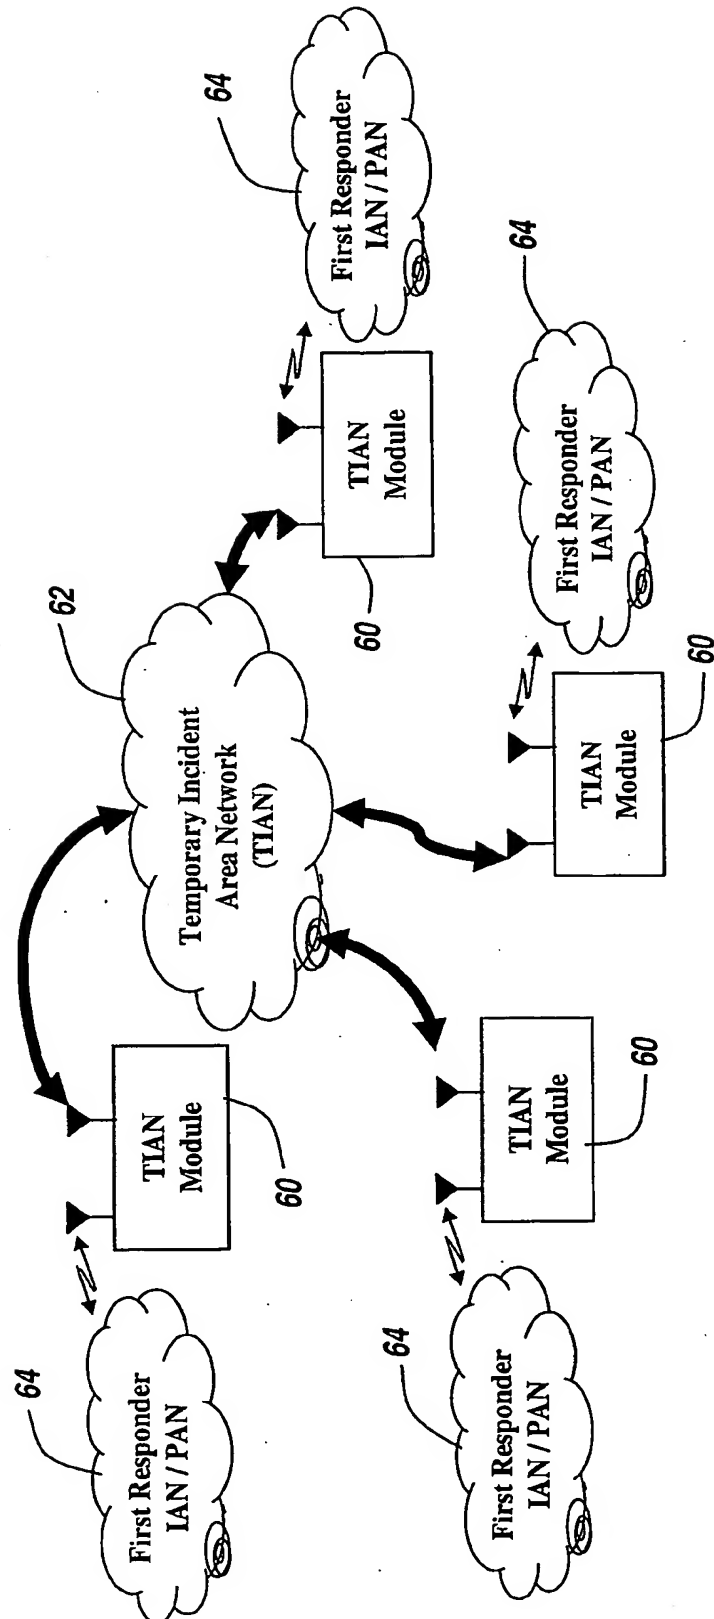 64
62
First Responder
IAN / PAN
TIAN
Module
Temporary Incident
Area Network
(TIAN)
64
60
First Responder
IAN / PAN
TIAN
Module
60
64
First Responder
IAN / PAN
TIAN
Module
64
First Responder
IAN / PAN
TIAN
Module
60
60